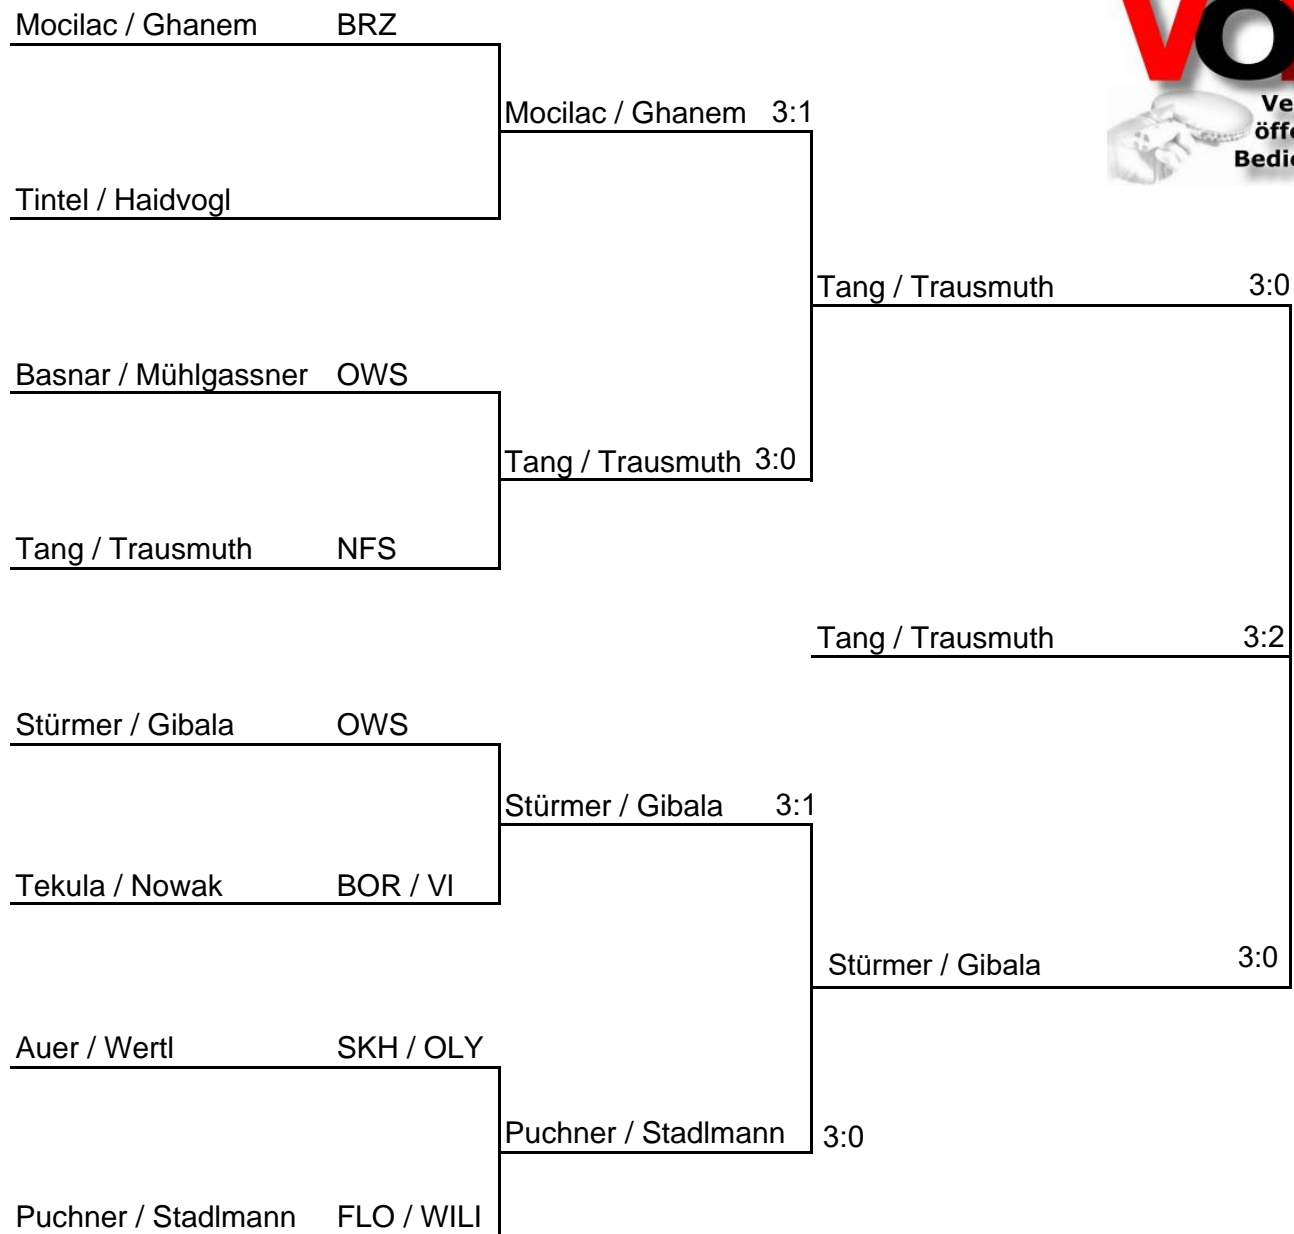 Mocilac / Ghanem BRZ
Mocilac / Ghanem 3:1
Tintel / Haidvogl
Tang / Trausmuth 3:0
Basnar / Mühlgassner OWS
Tang / Trausmuth 3:0
Tang / Trausmuth NFS
Tang / Trausmuth 3:2
Stürmer / Gibala OWS
Stürmer / Gibala 3:1
Tekula / Nowak BOR / VI
Stürmer / Gibala 3:0
Auer / Wertl SKH / OLY
Puchner / Stadlmann 3:0
Puchner / Stadlmann FLO / WILI